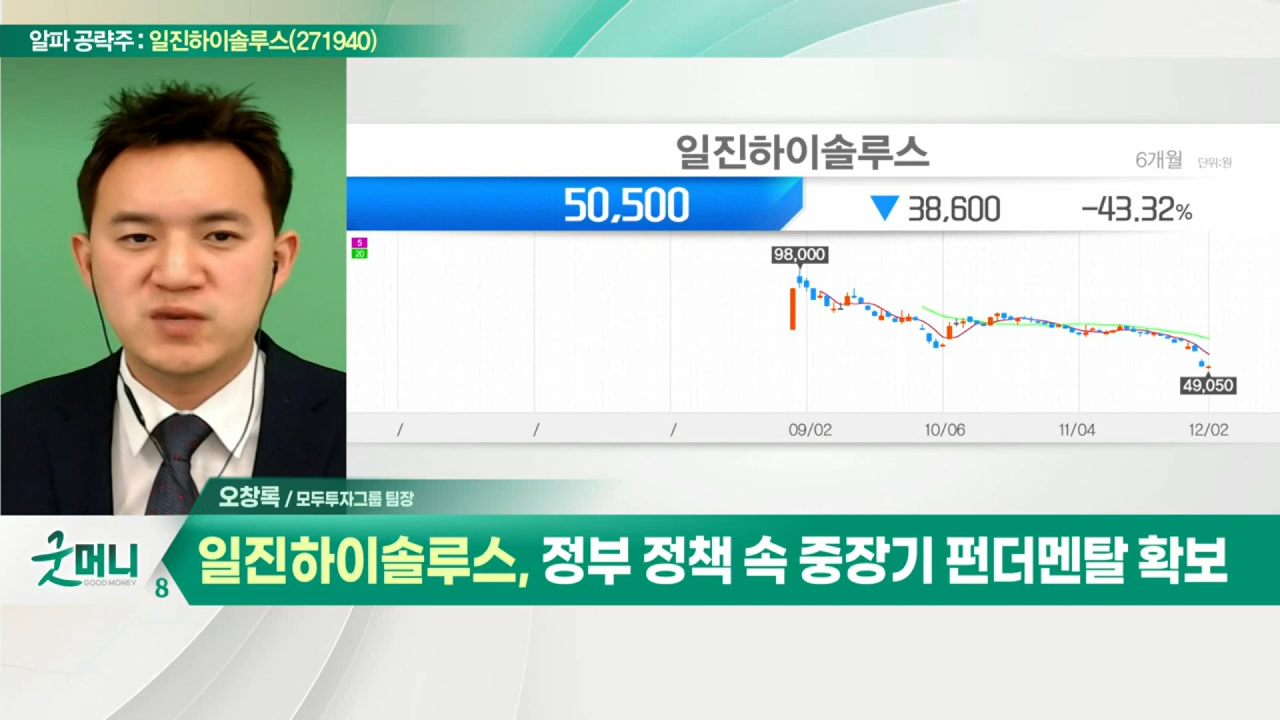 알파 공략주 : 일진하이솔루스(271940)
일진하이솔루스
6개월 단위:원
50,500 ▼ 38,600 -43.32%
5
20
98,000
49,050
/ / / 09/02 10/06 11/04 12/02
오창록 / 모두투자그룹 팀장
굿머니
GOOD MONEY
8
일진하이솔루스, 정부 정책 속 중장기 펀더멘탈 확보